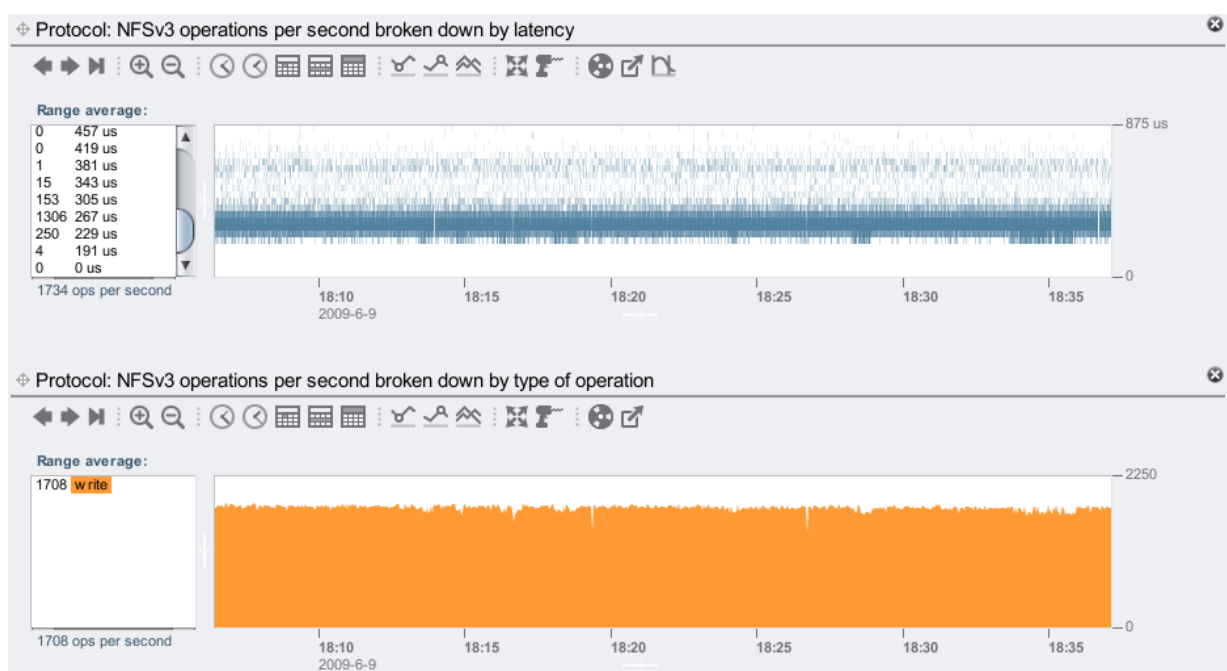 Protocol: NFSv3 operations per second broken down by latency
Range average:
0 457 us
0 419 us
1 381 us
15 343 us
153 305 us
1306 267 us
250 229 us
4 191 us
0 0 us
1734 ops per second
875 us
0
18:10 18:15 18:20 18:25 18:30 18:35
2009-6-9
Protocol: NFSv3 operations per second broken down by type of operation
Range average:
1708 write
1708 ops per second
2250
0
18:10 18:15 18:20 18:25 18:30 18:35
2009-6-9